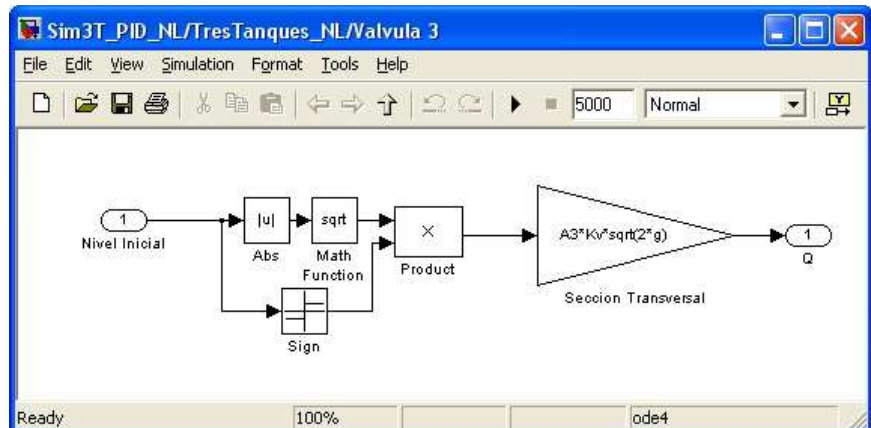 Sim3T_PID_NL/TresTanques_NL/Valvula 3
File Edit View Simulation Format Tools Help
5000 Normal
1
Nivel Inicial
|u|
Abs
sqrt
Math
Function
×
Product
Sign
A3*Kv*sqrt(2*g)
Seccion Transversal
1
Q
Ready 100% ode4